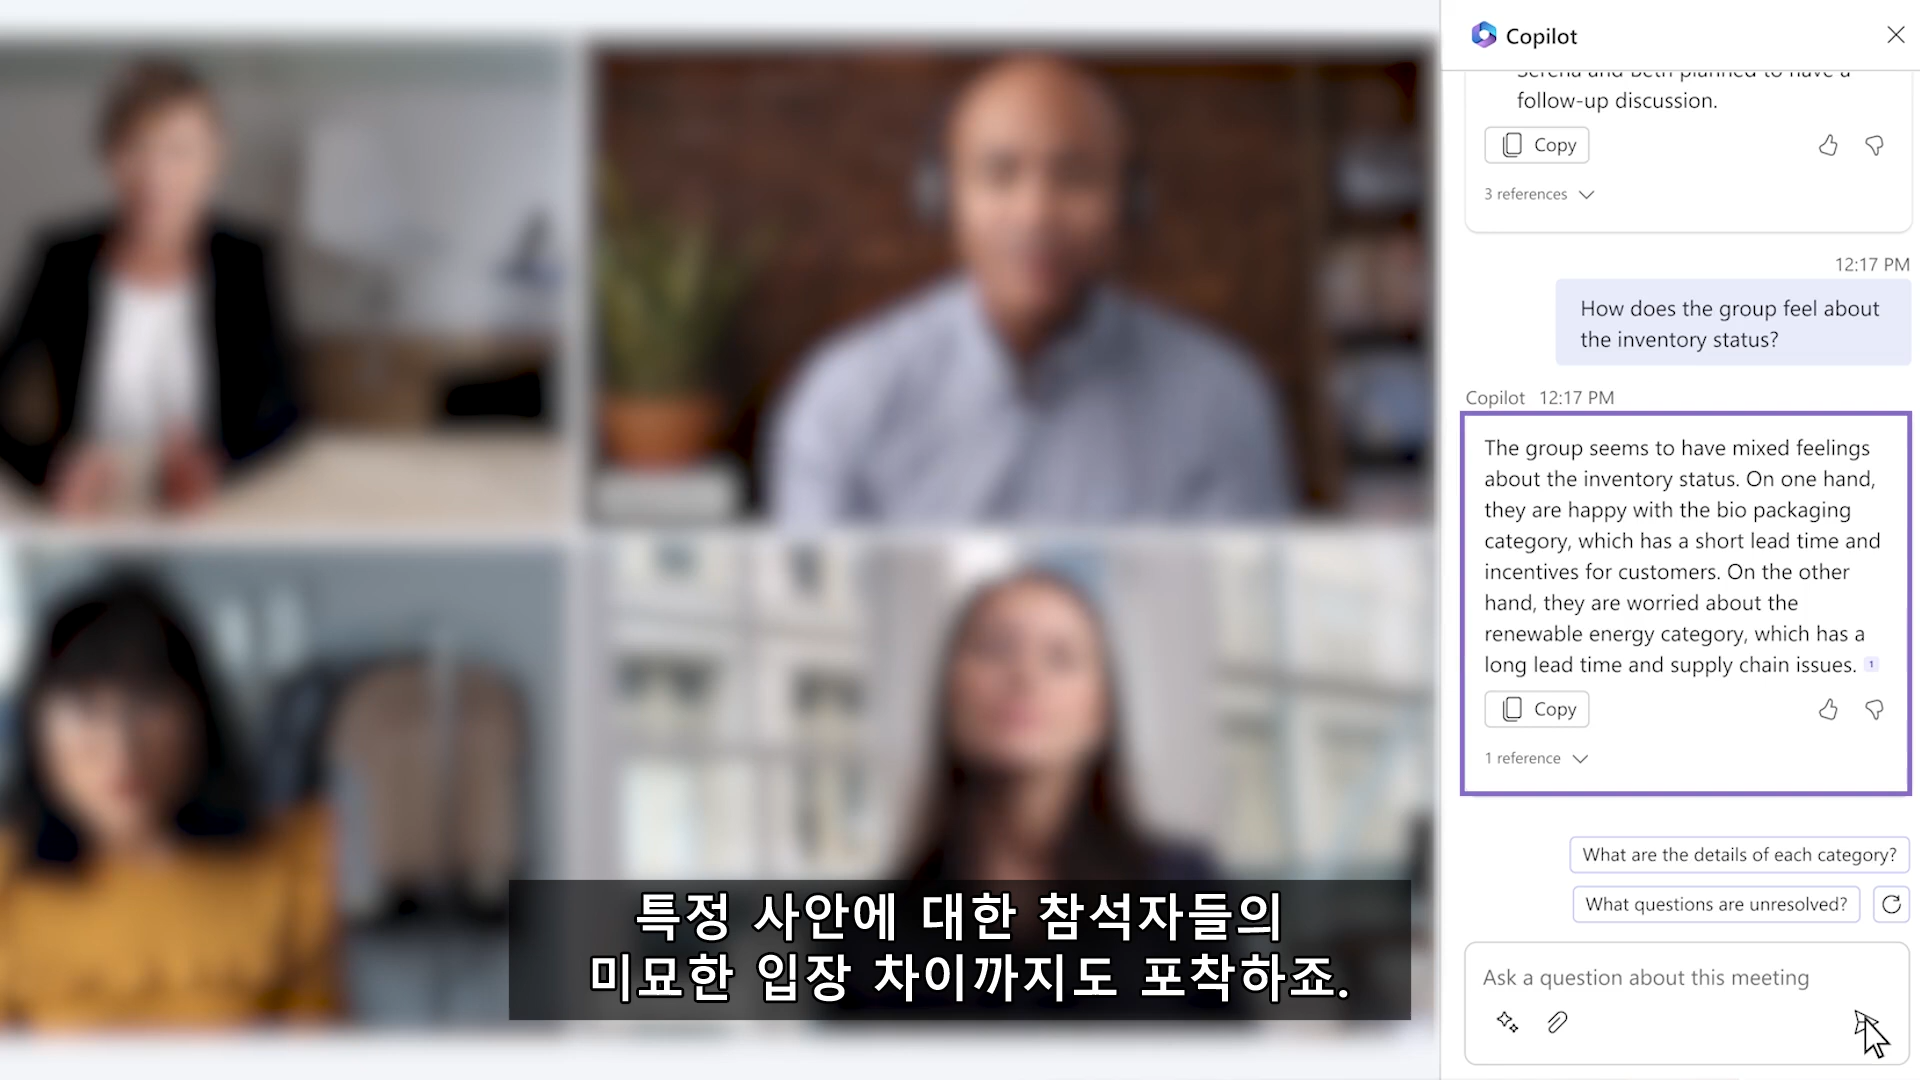 Copilot
Serena and Beth planned to have a
follow-up discussion.
Copy
3 references
12:17 PM
How does the group feel about
the inventory status?
Copilot 12:17 PM
The group seems to have mixed feelings
about the inventory status. On one hand,
they are happy with the bio packaging
category, which has a short lead time and
incentives for customers. On the other
hand, they are worried about the
renewable energy category, which has a
long lead time and supply chain issues. 1
Copy
1 reference
What are the details of each category?
What questions are unresolved?
Ask a question about this meeting
특정 사안에 대한 참석자들의
미묘한 입장 차이까지도 포착하죠.